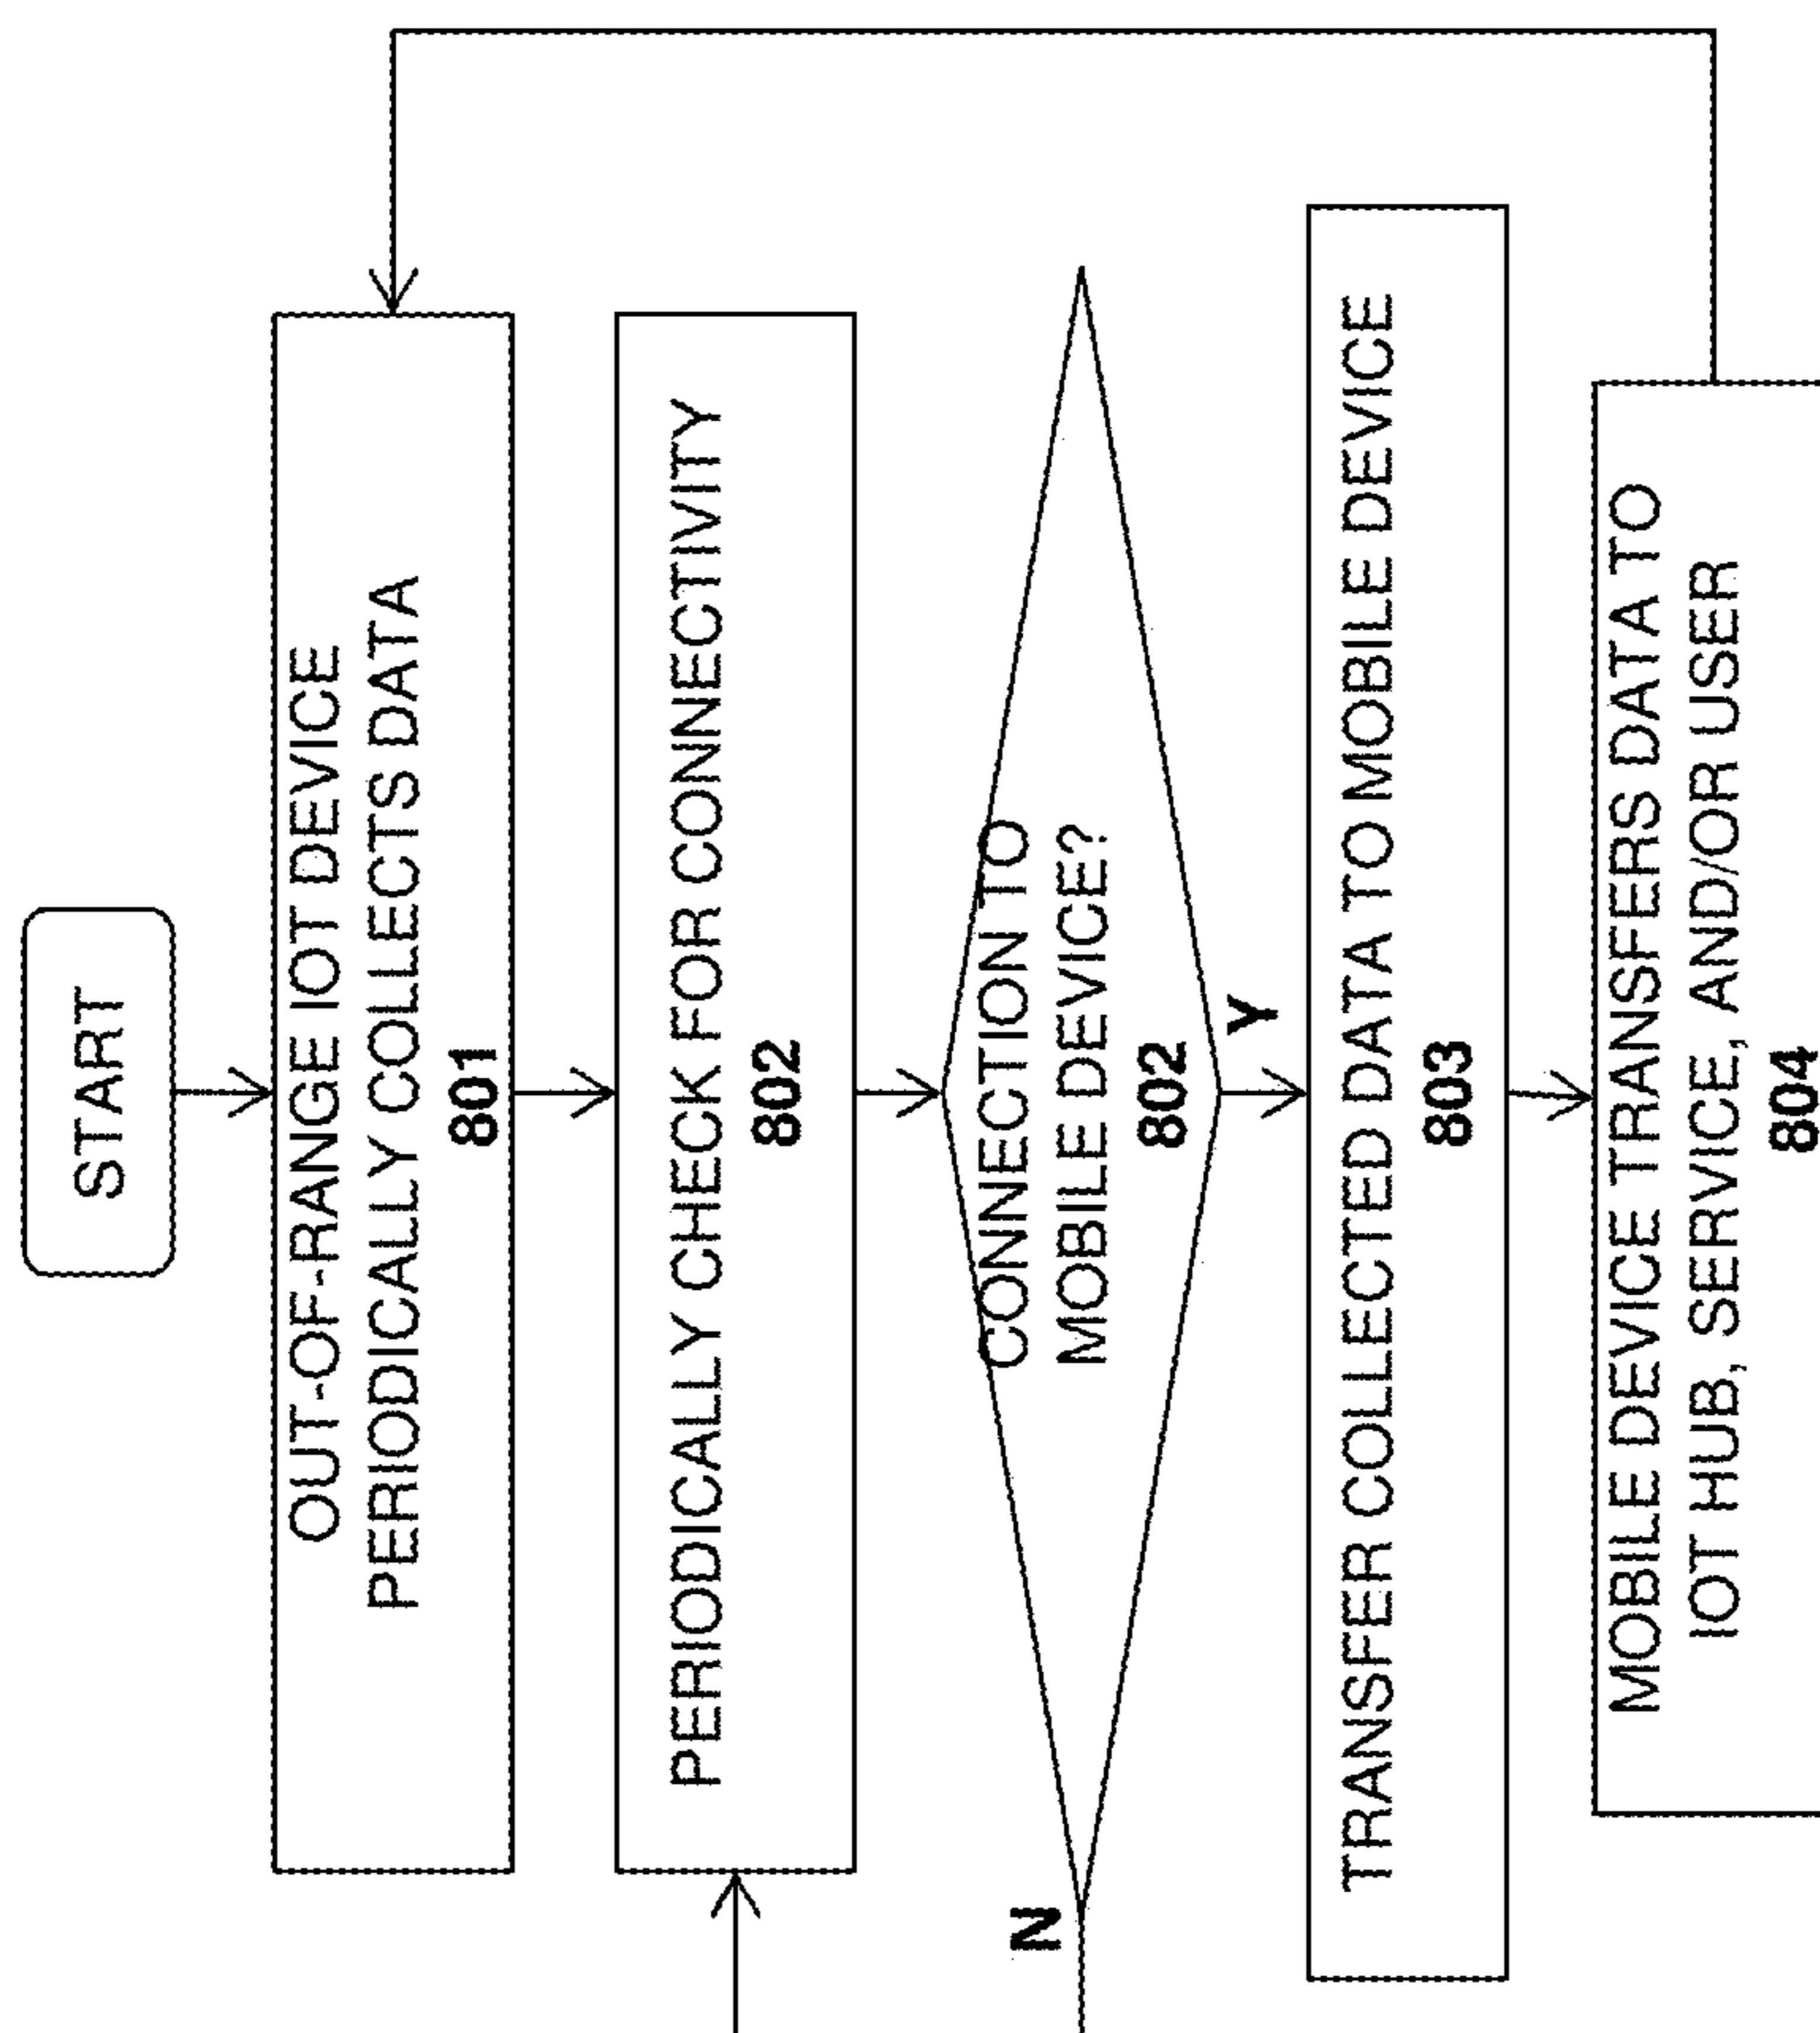 START
OUT-OF-RANGE IOT DEVICE
PERIODICALLY COLLECTS DATA
801
PERIODICALLY CHECK FOR CONNECTIVITY
802
CONNECTION TO
MOBILE DEVICE?
802
N
Y
TRANSFER COLLECTED DATA TO MOBILE DEVICE
803
MOBILE DEVICE TRANSFERS DATA TO
IOT HUB, SERVICE, AND/OR USER
804